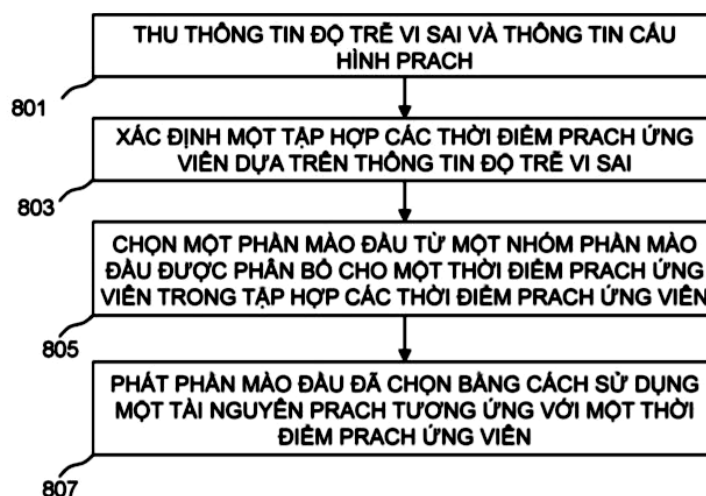 THU THÔNG TIN ĐỘ TRỄ VI SAI VÀ THÔNG TIN CẤU
HÌNH PRACH
801
XÁC ĐỊNH MỘT TẬP HỢP CÁC THỜI ĐIỂM PRACH ỨNG
VIÊN DỰA TRÊN THÔNG TIN ĐỘ TRỄ VI SAI
803
CHỌN MỘT PHẦN MÀO ĐẦU TỪ MỘT NHÓM PHẦN MÀO
ĐẦU ĐƯỢC PHÂN BỔ CHO MỘT THỜI ĐIỂM PRACH ỨNG
VIÊN TRONG TẬP HỢP CÁC THỜI ĐIỂM PRACH ỨNG VIÊN
805
PHÁT PHẦN MÀO ĐẦU ĐÃ CHỌN BẰNG CÁCH SỬ DỤNG
MỘT TÀI NGUYÊN PRACH TƯƠNG ỨNG VỚI MỘT THỜI
ĐIỂM PRACH ỨNG VIÊN
807